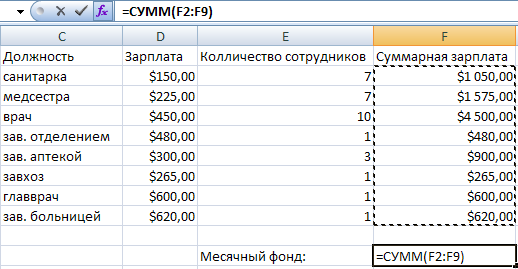 =СУММ(F2:F9)
C D E F
Должность Зарплата Колличество сотрудников Суммарная зарплата
санитарка $150,00 7 $1 050,00
медсестра $225,00 7 $1 575,00
врач $450,00 10 $4 500,00
зав. отделением $480,00 1 $480,00
зав. аптекой $300,00 3 $900,00
завхоз $265,00 1 $265,00
главврач $600,00 1 $600,00
зав. больницей $620,00 1 $620,00
Месячный фонд: =СУММ(F2:F9)